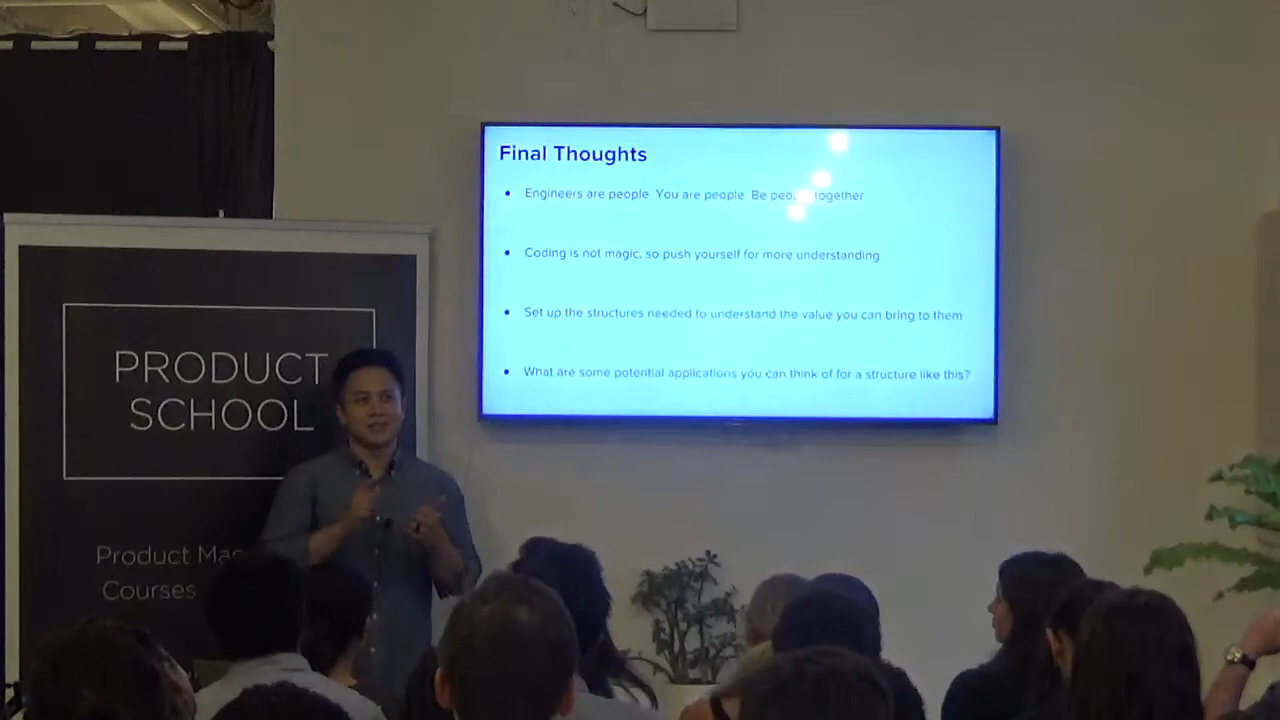 Final Thoughts
• Engineers are people. You are people. Be together
• Coding is not magic, so push yourself for more understanding
• Set up the structures needed to understand the value you can bring to them
• What are some potential applications you can think of for a structure like this?
PRODUCT
SCHOOL
Product
Courses